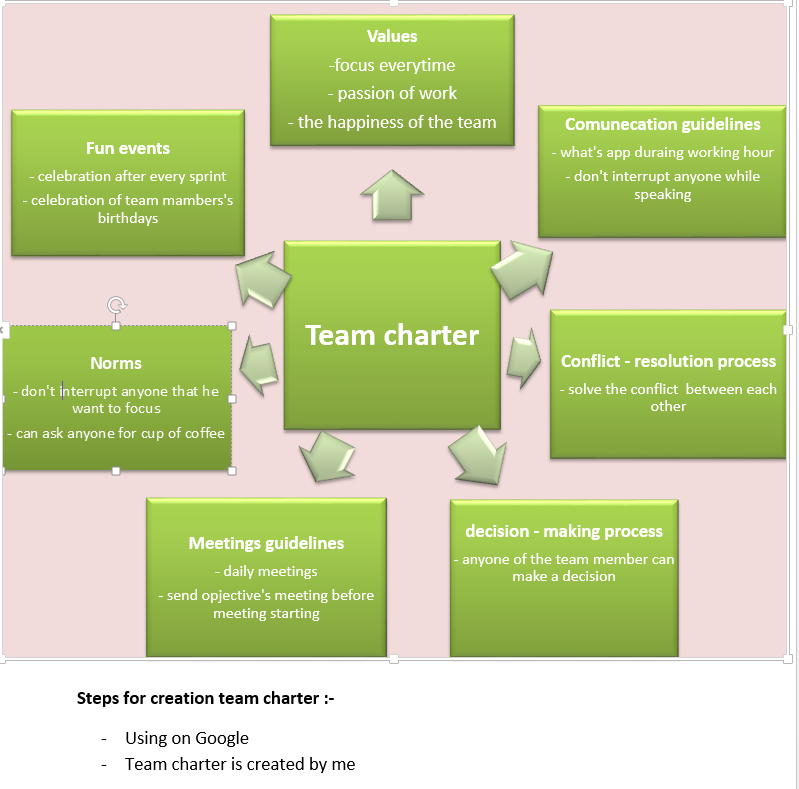 Values
-focus everytime
- passion of work
- the happiness of the team
Comunecation guidelines
- what's app duraing working hour
- don't interrupt anyone while
speaking
Fun events
- celebration after every sprint
- celebration of team mambers's
birthdays
Team charter
Conflict - resolution process
- solve the conflict  between each
other
Norms
- don't interrupt anyone that he
want to focus
- can ask anyone for cup of coffee
decision - making process
- anyone of the team member can
make a decision
Meetings guidelines
- daily meetings
- send opjective's meeting before
meeting starting
Steps for creation team charter :-
- Using on Google
- Team charter is created by me